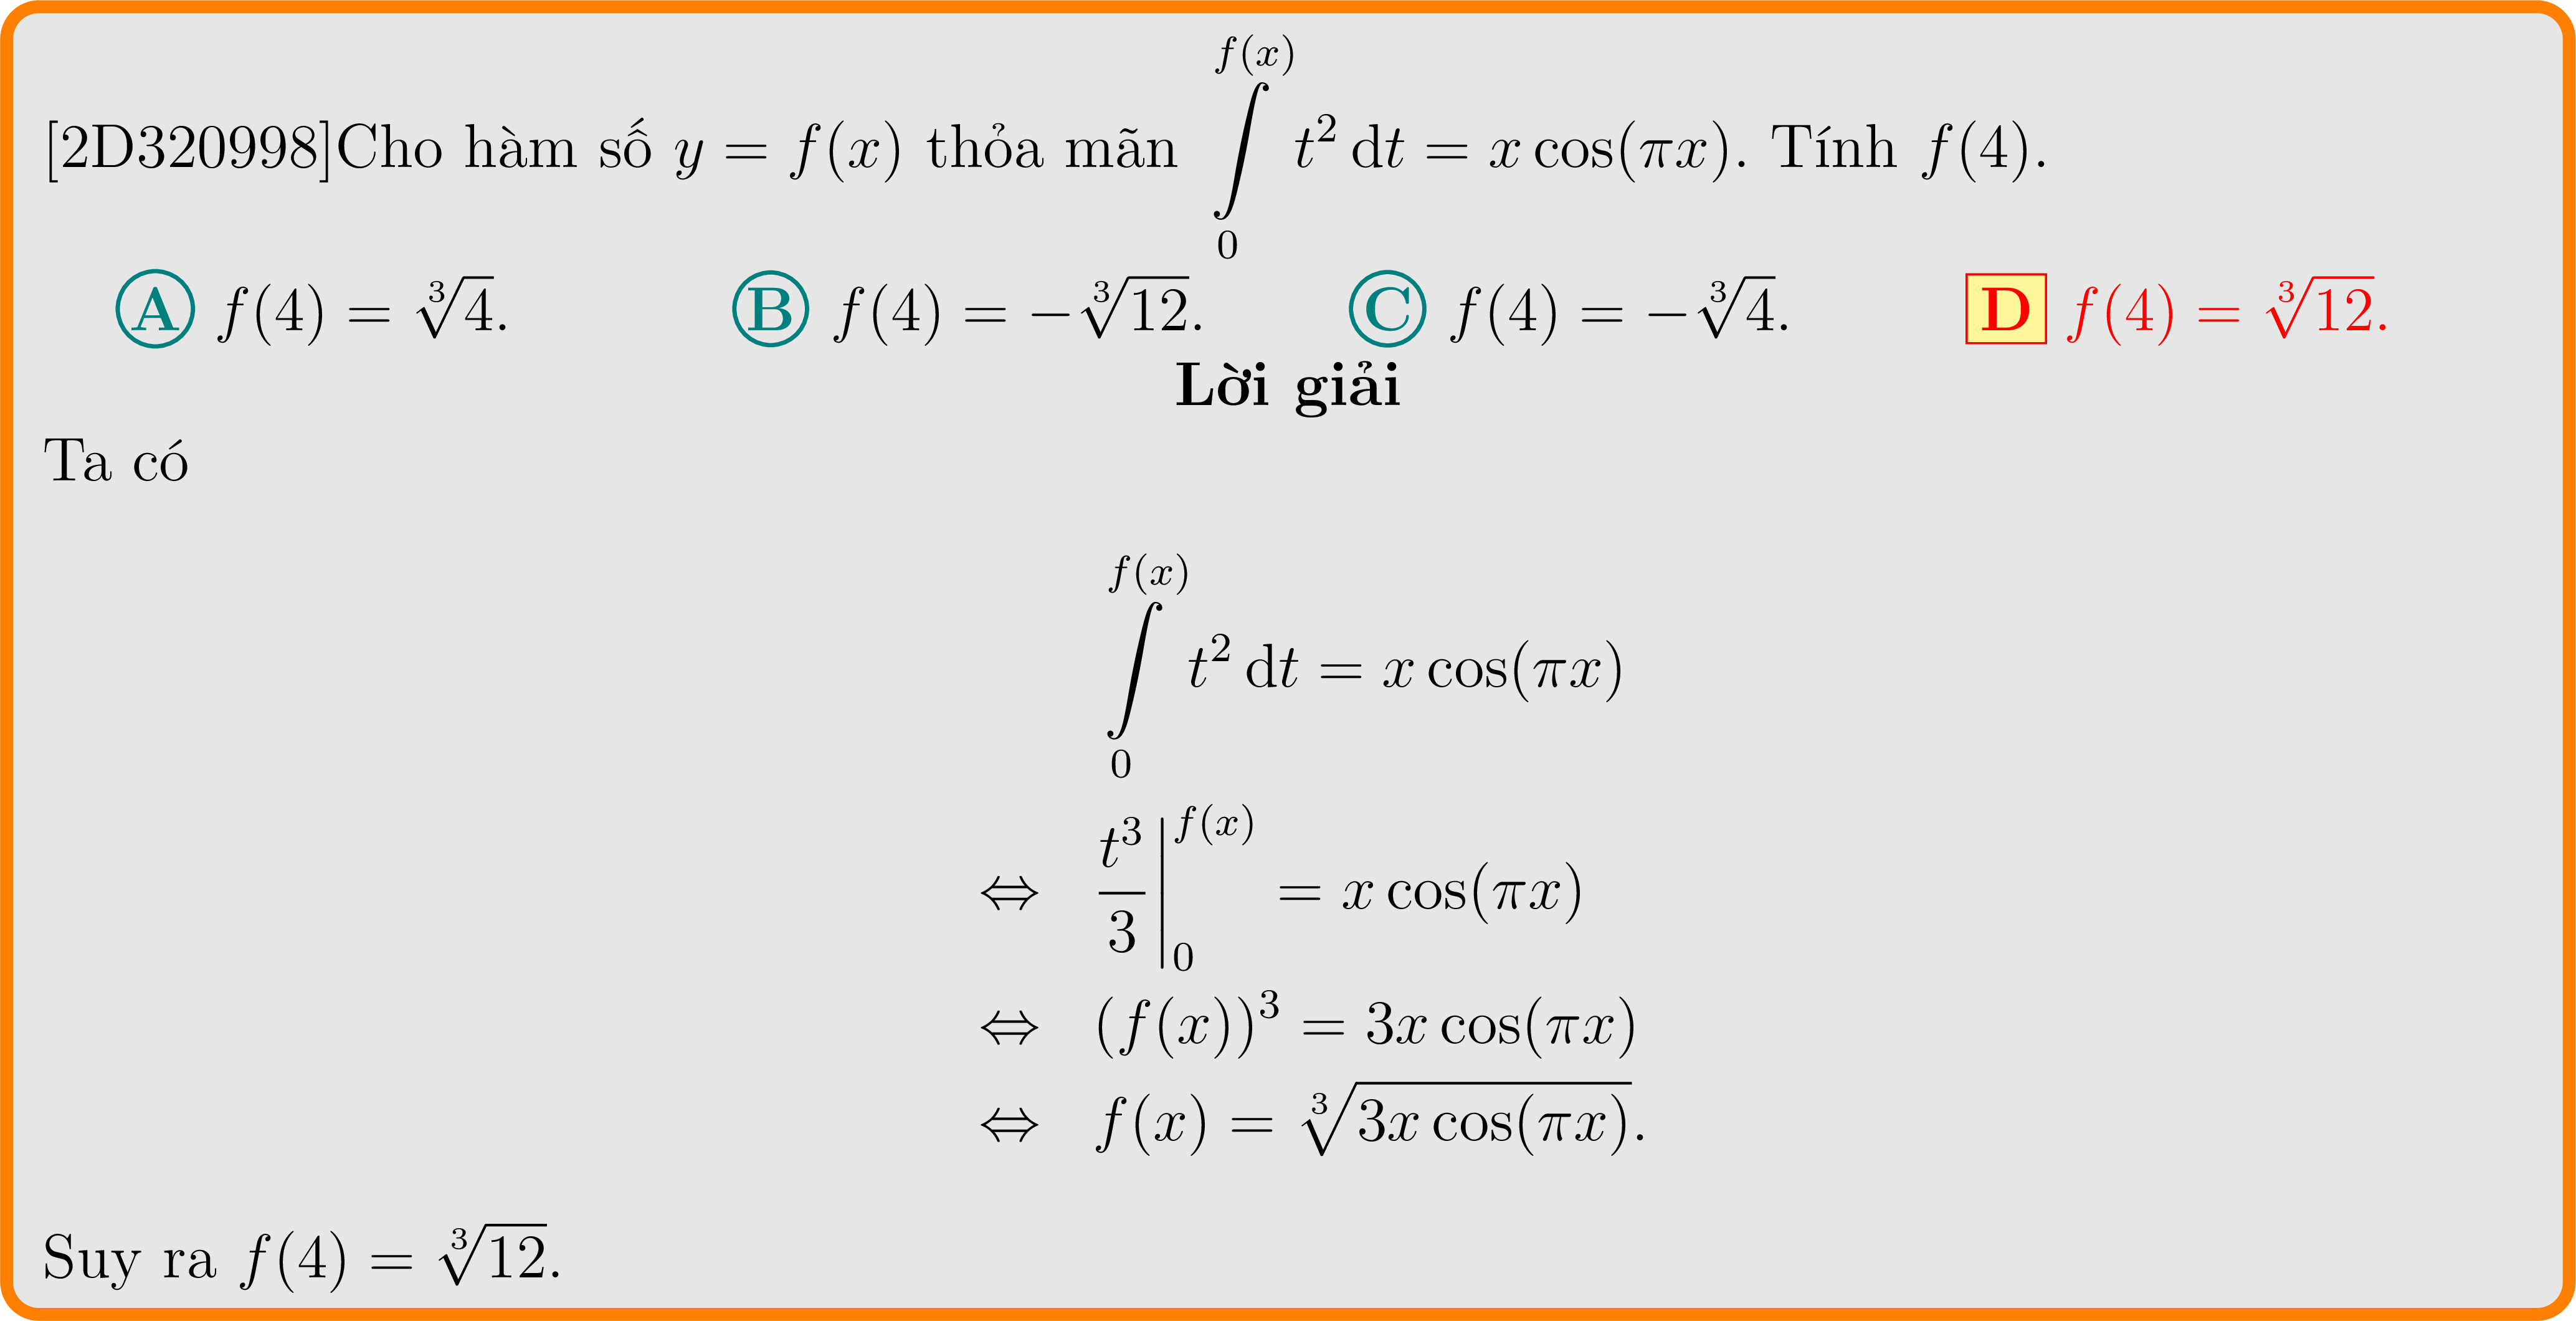 [2D320998]Cho hàm số $y = f(x)$ thỏa mãn $\int\limits_0^{f(x)} t^2 \, \mathrm{d}t = x\cos(\pi x)$. Tính $f(4)$.
A $f(4) = \sqrt[3]{4}$. B $f(4) = -\sqrt[3]{12}$. C $f(4) = -\sqrt[3]{4}$. D $f(4) = \sqrt[3]{12}$.
Lời giải
Ta có
$\int\limits_0^{f(x)} t^2 \, \mathrm{d}t = x\cos(\pi x)$
$\Leftrightarrow \left. \dfrac{t^3}{3} \right|_0^{f(x)} = x\cos(\pi x)$
$\Leftrightarrow (f(x))^3 = 3x\cos(\pi x)$
$\Leftrightarrow f(x) = \sqrt[3]{3x\cos(\pi x)}$.
Suy ra $f(4) = \sqrt[3]{12}$.